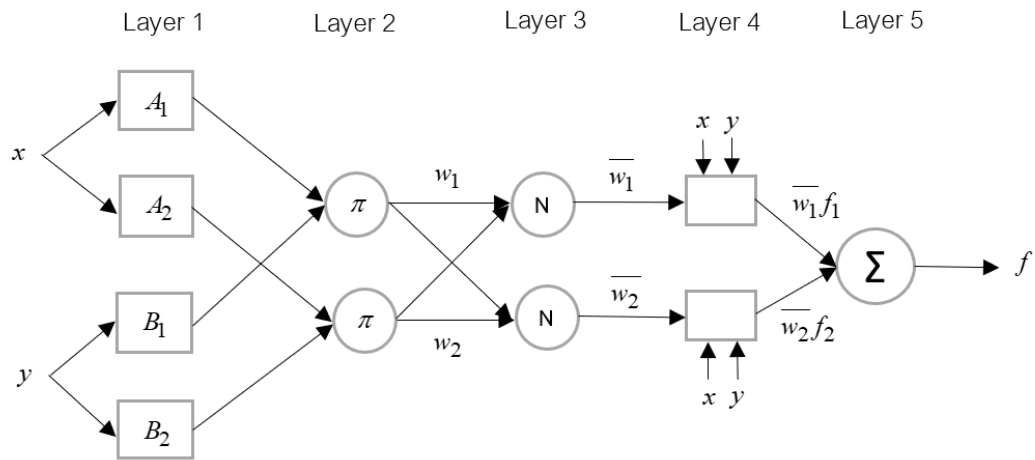 Layer 1 Layer 2 Layer 3 Layer 4 Layer 5
A₁
x y
x
w₁ w̅₁
A₂ π N w̅₁f₁
Σ f
w̅₂
B₁ π N w̅₂f₂
w₂
y
x y
B₂